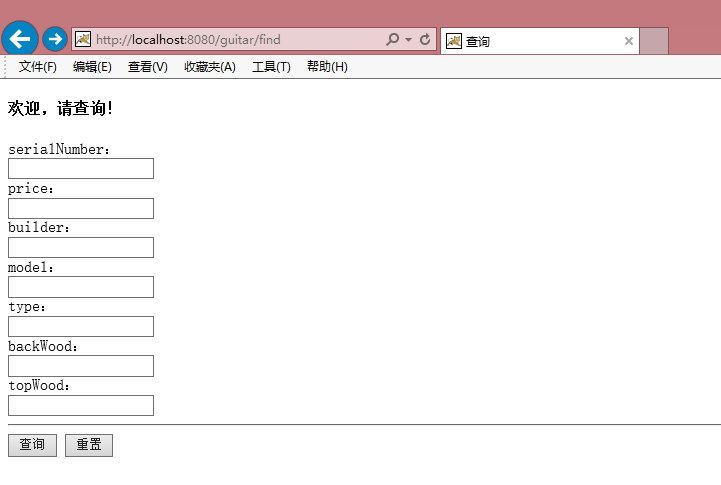 http://localhost:8080/guitar/find
查询
文件(F) 编辑(E) 查看(V) 收藏夹(A) 工具(T) 帮助(H)
欢迎，请查询!
serialNumber:
price:
builder:
model:
type:
backWood:
topWood:
查询 重置